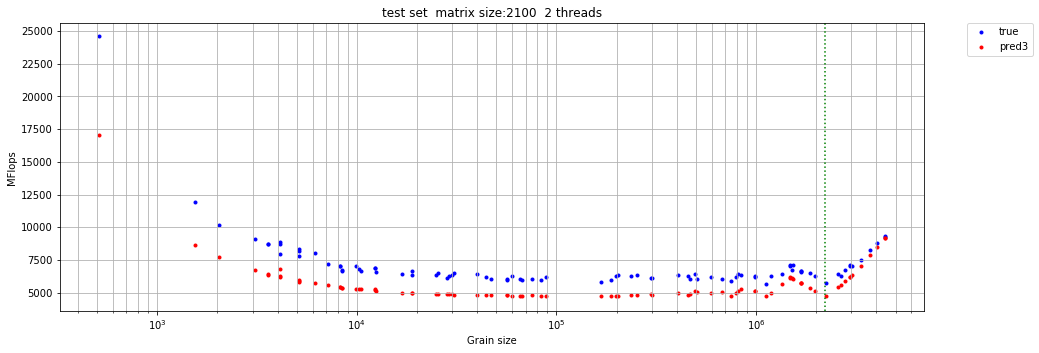 test set  matrix size:2100  2 threads
true
pred3
MFlops
25000
22500
20000
17500
15000
12500
10000
7500
5000
10³
10⁴
10⁵
10⁶
Grain size